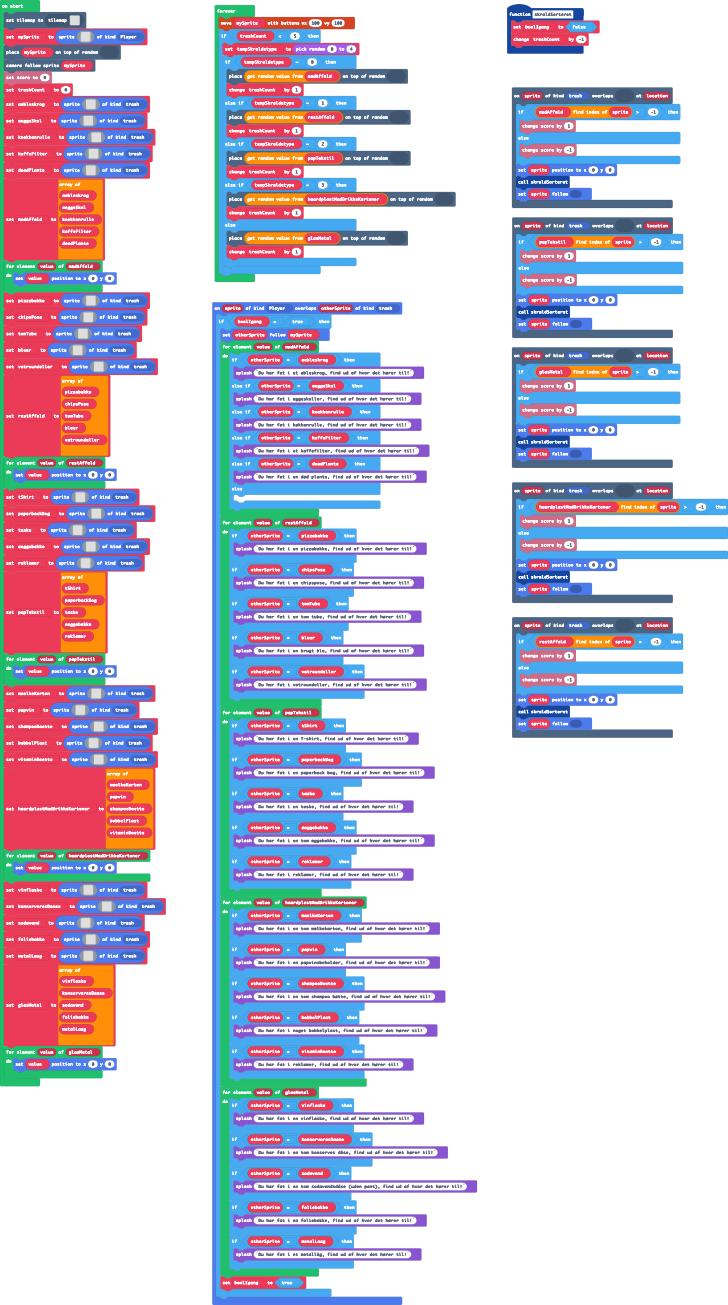 on start
set tilemap to tilemap
set mySprite to sprite of kind Player
place mySprite on top of random
camera follow sprite mySprite
set score to 0
set trashCount to 0
set aebleskrog to sprite of kind trash
set aeggeSkal to sprite of kind trash
set koekkenrulle to sprite of kind trash
set kaffeFilter to sprite of kind trash
set doedPlante to sprite of kind trash
array of
aebleskrog
aeggeSkal
set madAffald to koekkenrulle
kaffeFilter
doedPlante
for element value of madAffald
do set value position to x 0 y 0
set pizzabakke to sprite of kind trash
set chipsPose to sprite of kind trash
set tomTube to sprite of kind trash
set bleer to sprite of kind trash
set vatrondeller to sprite of kind trash
array of
pizzabakke
chipsPose
set restAffald to tomTube
bleer
vatrondeller
for element value of restAffald
do set value position to x 0 y 0
set tShirt to sprite of kind trash
set paperbackBog to sprite of kind trash
set taske to sprite of kind trash
set aeggebakke to sprite of kind trash
set reklamer to sprite of kind trash
array of
tShirt
paperbackBog
set papTekstil to taske
aeggebakke
reklamer
for element value of papTekstil
do set value position to x 0 y 0
set maelkeKarton to sprite of kind trash
set papvin to sprite of kind trash
set shampooBoette to sprite of kind trash
set bobbelPlast to sprite of kind trash
set vitaminBoette to sprite of kind trash
array of
maelkeKarton
papvin
set haardplastMadDrikkeKartoner to shampooBoette
bobbelPlast
vitaminBoette
for element value of haardplastMadDrikkeKartoner
do set value position to x 0 y 0
set vinflaske to sprite of kind trash
set konservesDaase to sprite of kind trash
set sodavand to sprite of kind trash
set foliebakke to sprite of kind trash
set metalLaag to sprite of kind trash
array of
vinflaske
konservesDaase
set glasMetal to sodavand
foliebakke
metalLaag
for element value of glasMetal
do set value position to x 0 y 0
forever
move mySprite with buttons vx 100 vy 100
if trashCount < 5 then
set tempSkraldetype to pick random 0 to 4
if tempSkraldetype = 0 then
place get random value from madAffald on top of random
change trashCount by 1
else if tempSkraldetype = 1 then
place get random value from restAffald on top of random
change trashCount by 1
else if tempSkraldetype = 2 then
place get random value from papTekstil on top of random
change trashCount by 1
else if tempSkraldetype = 3 then
place get random value from haardplastMadDrikkeKartoner on top of random
change trashCount by 1
else
place get random value from glasMetal on top of random
change trashCount by 1
on sprite of kind Player overlaps otherSprite of kind trash
if boolIgang = true then
set otherSprite follow mySprite
for element value of madAffald
do if otherSprite = aebleskrog then
splash "Du har fat i et æbleskrog, find ud af hvor det hører til!"
else if otherSprite = aeggeSkal then
splash "Du har fat i æggeskaller, find ud af hvor det hører til!"
else if otherSprite = koekkenrulle then
splash "Du har fat i køkkenrulle, find ud af hvor det hører til!"
else if otherSprite = kaffeFilter then
splash "Du har fat i et kaffefilter, find ud af hvor det hører til!"
else if otherSprite = doedPlante then
splash "Du har fat i en død plante, find ud af hvor det hører til!"
else
for element value of restAffald
do if otherSprite = pizzabakke then
splash "Du har fat i en pizzabakke, find ud af hvor det hører til!"
if otherSprite = chipsPose then
splash "Du har fat i en chipspose, find ud af hvor det hører til!"
if otherSprite = tomTube then
splash "Du har fat i en tom tube, find ud af hvor det hører til!"
if otherSprite = bleer then
splash "Du har fat i en brugt ble, find ud af hvor det hører til!"
if otherSprite = vatrondeller then
splash "Du har fat i vatrondeller, find ud af hvor det hører til!"
for element value of papTekstil
do if otherSprite = tShirt then
splash "Du har fat i en T-shirt, find ud af hvor det hører til!"
if otherSprite = paperbackBog then
splash "Du har fat i en paperback bog, find ud af hvor det hører til!"
if otherSprite = taske then
splash "Du har fat i en taske, find ud af hvor det hører til!"
if otherSprite = aeggebakke then
splash "Du har fat i en tom æggebakke, find ud af hvor det hører til!"
if otherSprite = reklamer then
splash "Du har fat i reklamer, find ud af hvor det hører til!"
for element value of haardplastMadDrikkeKartoner
do if otherSprite = maelkeKarton then
splash "Du har fat i en tom mælkekarton, find ud af hvor det hører til!"
if otherSprite = papvin then
splash "Du har fat i en papvinsbeholder, find ud af hvor det hører til!"
if otherSprite = shampooBoette then
splash "Du har fat i en tom shampoo bøtte, find ud af hvor det hører til!"
if otherSprite = bobbelPlast then
splash "Du har fat i noget bobbelplast, find ud af hvor det hører til!"
if otherSprite = vitaminBoette then
splash "Du har fat i reklamer, find ud af hvor det hører til!"
for element value of glasMetal
do if otherSprite = vinflaske then
splash "Du har fat i en vinflaske, find ud af hvor det hører til!"
if otherSprite = konservesDaase then
splash "Du har fat i en tom konserves dåse, find ud af hvor det hører til!"
if otherSprite = sodavand then
splash "Du har fat i en tom sodavandsdåse (uden pant), find ud af hvor det hører til!"
if otherSprite = foliebakke then
splash "Du har fat i en foliebakke, find ud af hvor det hører til!"
if otherSprite = metalLaag then
splash "Du har fat i et metallåg, find ud af hvor det hører til!"
set boolIgang to true
function skraldSorteret
set boolIgang to false
change trashCount by -1
on sprite of kind trash overlaps at location
if madAffald find index of sprite > -1 then
change score by 1
else
change score by -1
set sprite position to x 0 y 0
call skraldSorteret
set sprite follow
on sprite of kind trash overlaps at location
if papTekstil find index of sprite > -1 then
change score by 1
else
change score by -1
set sprite position to x 0 y 0
call skraldSorteret
set sprite follow
on sprite of kind trash overlaps at location
if glasMetal find index of sprite > -1 then
change score by 1
else
change score by -1
set sprite position to x 0 y 0
call skraldSorteret
set sprite follow
on sprite of kind trash overlaps at location
if haardplastMadDrikkeKartoner find index of sprite > -1 then
change score by 1
else
change score by -1
set sprite position to x 0 y 0
call skraldSorteret
set sprite follow
on sprite of kind trash overlaps at location
if restAffald find index of sprite > -1 then
change score by 1
else
change score by -1
set sprite position to x 0 y 0
call skraldSorteret
set sprite follow